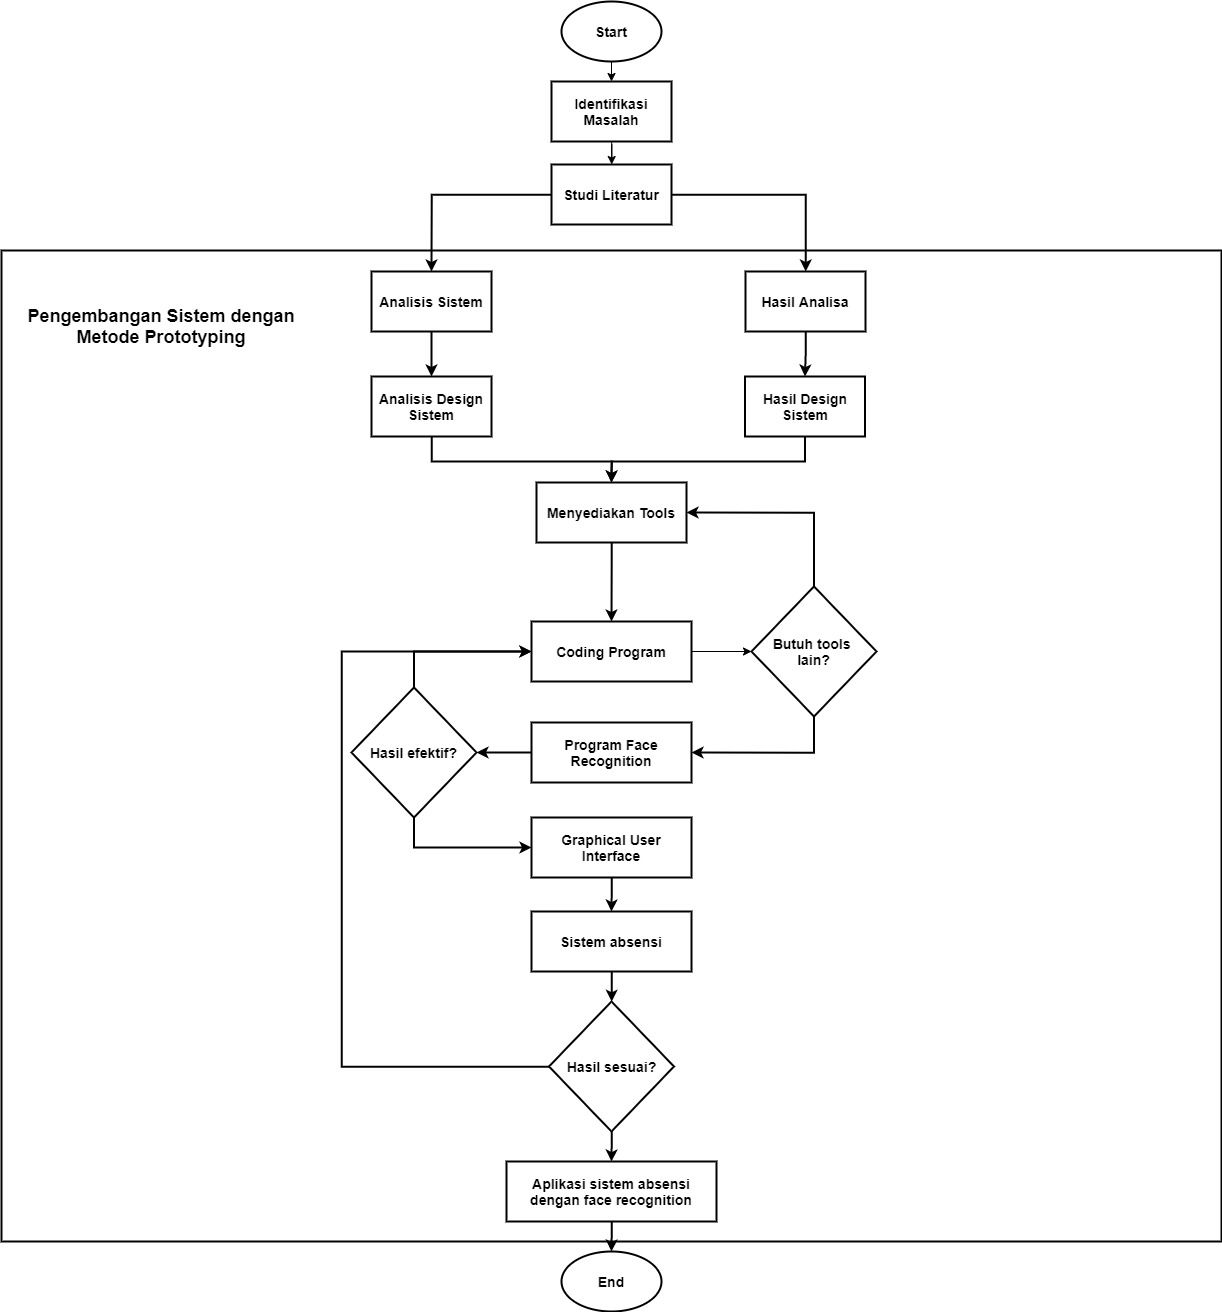 Start
Identifikasi
Masalah
Studi Literatur
Pengembangan Sistem dengan
Metode Prototyping
Analisis Sistem
Hasil Analisa
Analisis Design
Sistem
Hasil Design
Sistem
Menyediakan Tools
Coding Program
Butuh tools
lain?
Hasil efektif?
Program Face
Recognition
Graphical User
Interface
Sistem absensi
Hasil sesuai?
Aplikasi sistem absensi
dengan face recognition
End